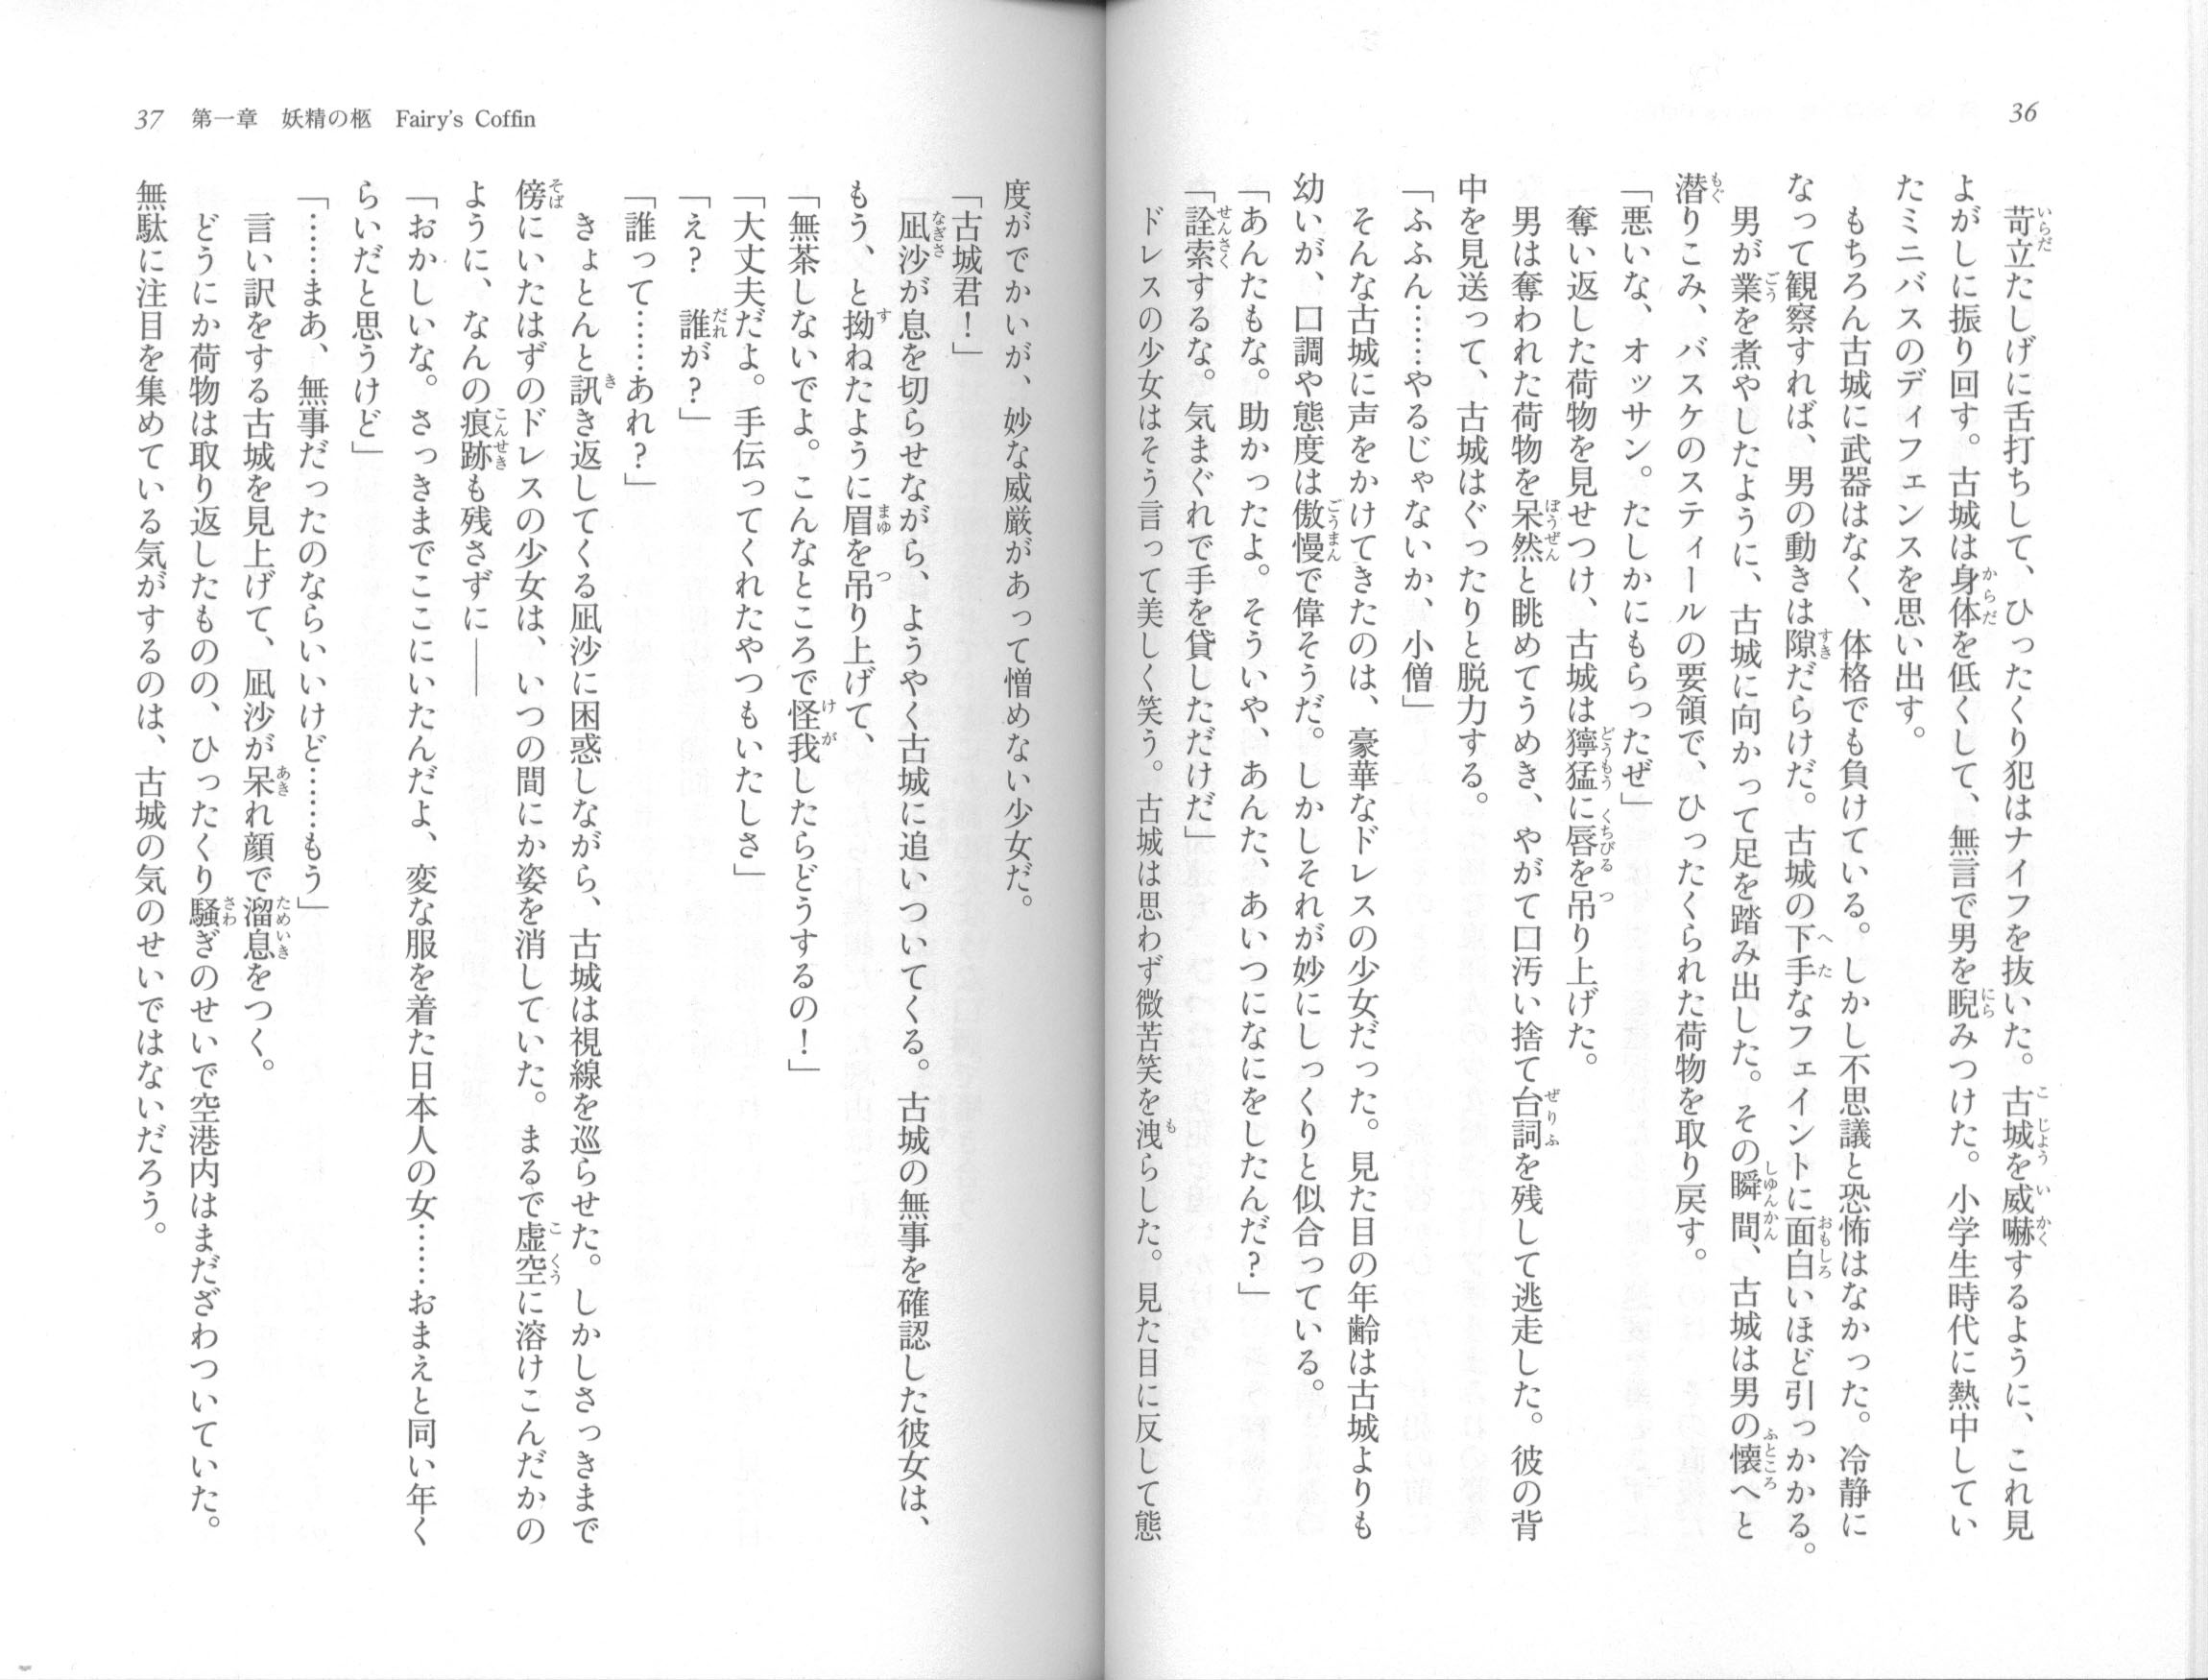 36
苛立たしげに舌打ちして、ひったくり犯はナイフを抜いた。古城を威嚇するように、これ見
よがしに振り回す。古城は身体を低くして、無言で男を睨みつけた。小学生時代に熱中してい
たミニバスのディフェンスを思い出す。
もちろん古城に武器はなく、体格でも負けている。しかし不思議と恐怖はなかった。冷静に
なって観察すれば、男の動きは隙だらけだ。古城の下手なフェイントに面白いほど引っかかる。
男が業を煮やしたように、古城に向かって足を踏み出した。その瞬間、古城は男の懐へと
潜りこみ、バスケのスティールの要領で、ひったくられた荷物を取り戻す。
「悪いな、オッサン。たしかにもらったぜ」
奪い返した荷物を見せつけ、古城は獰猛に唇を吊り上げた。
男は奪われた荷物を呆然と眺めてうめき、やがて口汚い捨て台詞を残して逃走した。彼の背
中を見送って、古城はぐったりと脱力する。
「ふふん……やるじゃないか、小僧」
そんな古城に声をかけてきたのは、豪華なドレスの少女だった。見た目の年齢は古城よりも
幼いが、口調や態度は傲慢で偉そうだ。しかしそれが妙にしっくりと似合っている。
「あんたもな。助かったよ。そういや、あんた、あいつになにをしたんだ？」
「詮索するな。気まぐれで手を貸しただけだ」
ドレスの少女はそう言って美しく笑う。古城は思わず微苦笑を洩らした。見た目に反して態
37 第一章 妖精の柩 Fairy's Coffin
度がでかいが、妙な威厳があって憎めない少女だ。
「古城君！」
凪沙が息を切らせながら、ようやく古城に追いついてくる。古城の無事を確認した彼女は、
もう、と拗ねたように眉を吊り上げて、
「無茶しないでよ。こんなところで怪我したらどうするの！」
「大丈夫だよ。手伝ってくれたやつもいたしさ」
「え？　誰が？」
「誰って……あれ？」
きょとんと訊き返してくる凪沙に困惑しながら、古城は視線を巡らせた。しかしさっきまで
傍にいたはずのドレスの少女は、いつの間にか姿を消していた。まるで虚空に溶けこんだかの
ように、なんの痕跡も残さずに――
「おかしいな。さっきまでここにいたんだよ、変な服を着た日本人の女……おまえと同い年く
らいだと思うけど」
「……まあ、無事だったのならいいけど……もう」
言い訳をする古城を見上げて、凪沙が呆れ顔で溜息をつく。
どうにか荷物は取り返したものの、ひったくり騒ぎのせいで空港内はまだざわついていた。
無駄に注目を集めている気がするのは、古城の気のせいではないだろう。